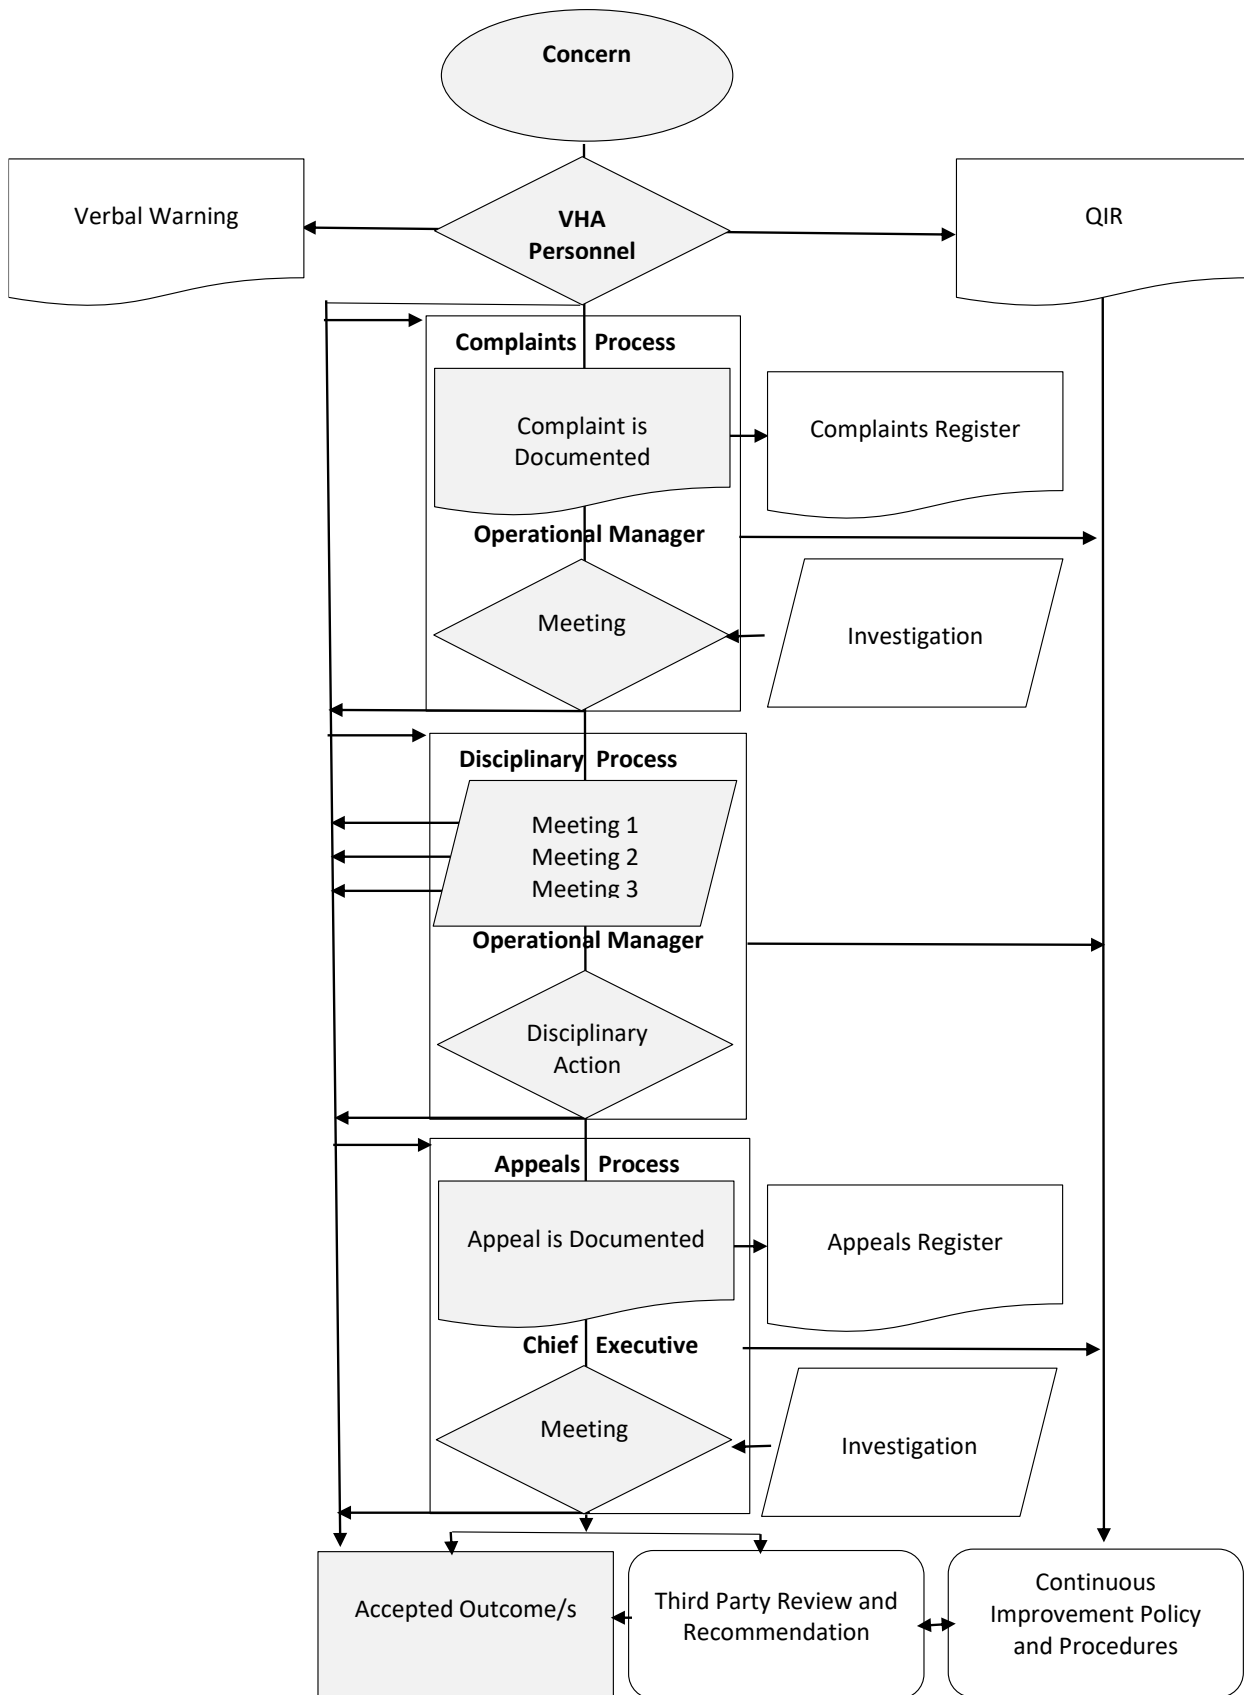 Concern
Verbal Warning
VHA
Personnel
QIR
Complaints Process
Complaint is
Documented
Complaints Register
Operational Manager
Meeting
Investigation
Disciplinary Process
Meeting 1
Meeting 2
Meeting 3
Operational Manager
Disciplinary
Action
Appeals Process
Appeal is Documented
Appeals Register
Chief Executive
Meeting
Investigation
Accepted Outcome/s
Third Party Review and
Recommendation
Continuous
Improvement Policy
and Procedures